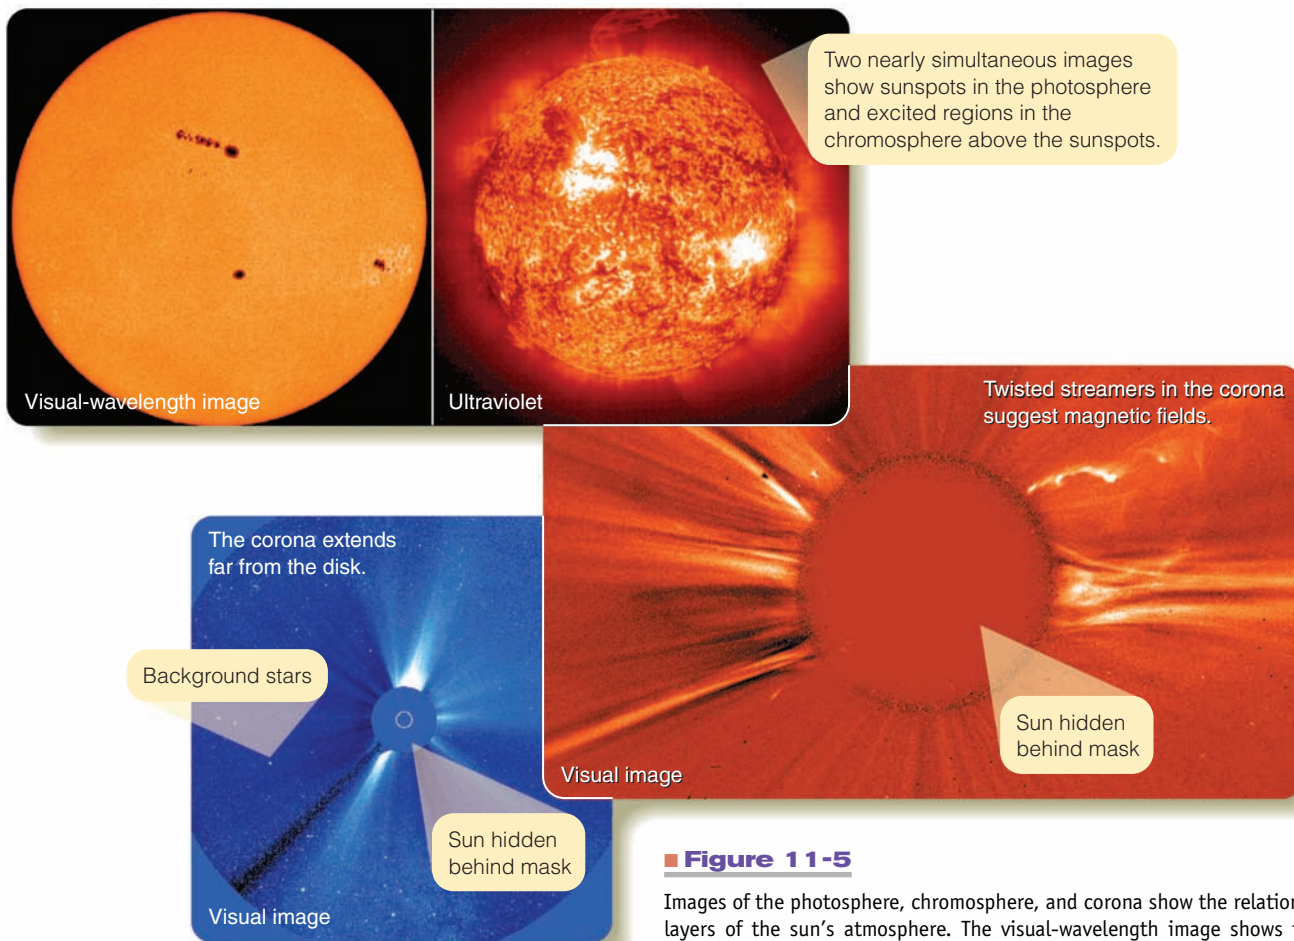 Two nearly simultaneous images
show sunspots in the photosphere
and excited regions in the
chromosphere above the sunspots.
Visual-wavelength image
Ultraviolet
Twisted streamers in the corona
suggest magnetic fields.
The corona extends
far from the disk.
Background stars
Sun hidden
behind mask
Visual image
Sun hidden
behind mask
Visual image
Figure 11-5
Images of the photosphere, chromosphere, and corona show the relation
layers of the sun's atmosphere. The visual-wavelength image shows